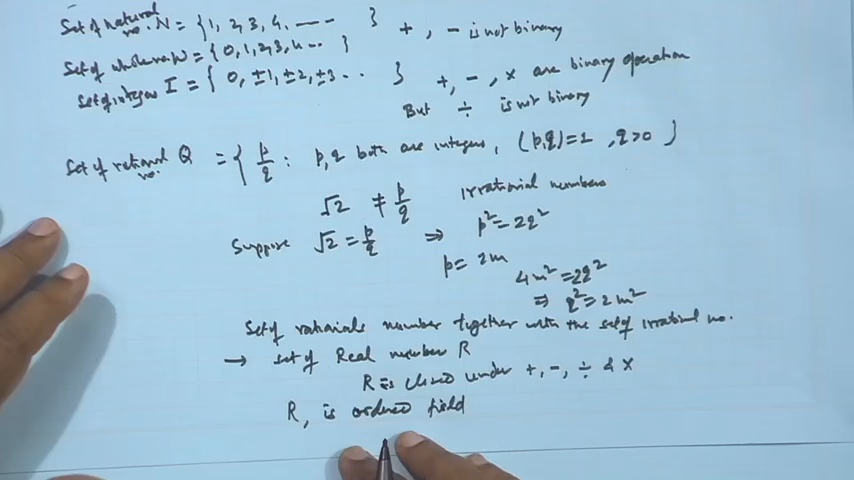 Set of natural no. N = {1, 2, 3, 4, ---- } +, - is not binary
Set of whole no W = {0, 1, 2, 3, 4 .. }
Set of integers I = { 0, ±1, ±2, ±3 .. } +, -, × are binary operation
But ÷ is not binary
Set of rational no. Q = { p/q : p, q both are integers, (p,q)=1, q>0 }
√2 ≠ p/q Irrational numbers
Suppose √2 = p/q ⇒ p² = 2q²
p = 2m
4m² = 2q²
⇒ q² = 2m²
Set of rationals number together with the set of irrational no.
→ set of Real number R
R is closed under +, -, ÷ & ×
R, is ordered field